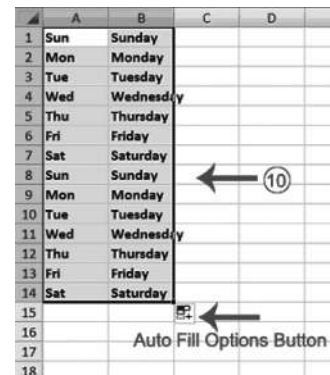 A B C D
1 Sun Sunday
2 Mon Monday
3 Tue Tuesday
4 Wed Wednesday
5 Thu Thursday
6 Fri Friday
7 Sat Saturday
8 Sun Sunday
⑩
9 Mon Monday
10 Tue Tuesday
11 Wed Wednesday
12 Thu Thursday
13 Fri Friday
14 Sat Saturday
15
16
Auto Fill Options Button
17
18